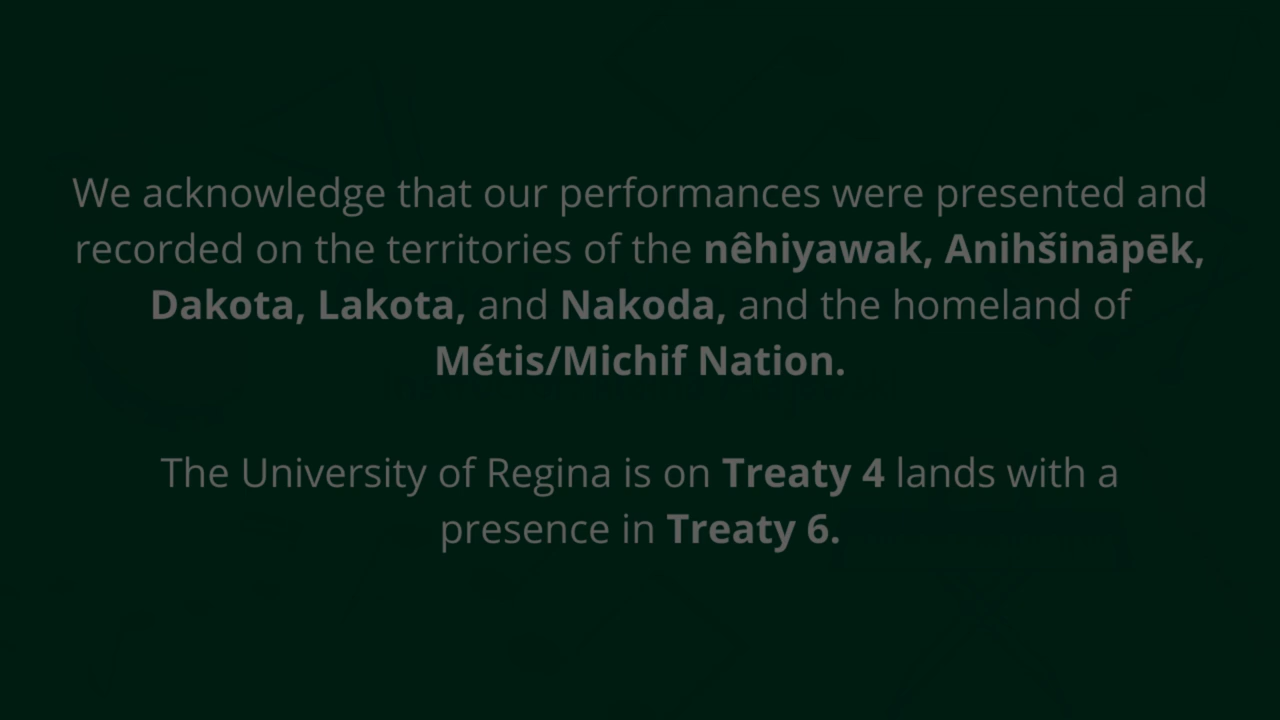 We acknowledge that our performances were presented and
recorded on the territories of the nêhiyawak, Anihšināpēk,
Dakota, Lakota, and Nakoda, and the homeland of
Métis/Michif Nation.
The University of Regina is on Treaty 4 lands with a
presence in Treaty 6.